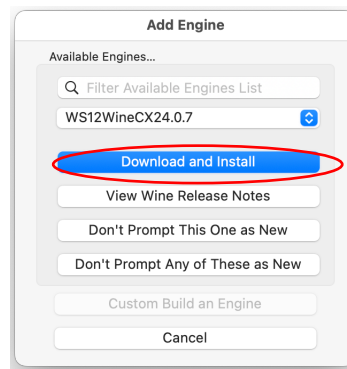 Add Engine
Available Engines...
Filter Available Engines List
WS12WineCX24.0.7
Download and Install
View Wine Release Notes
Don't Prompt This One as New
Don't Prompt Any of These as New
Custom Build an Engine
Cancel